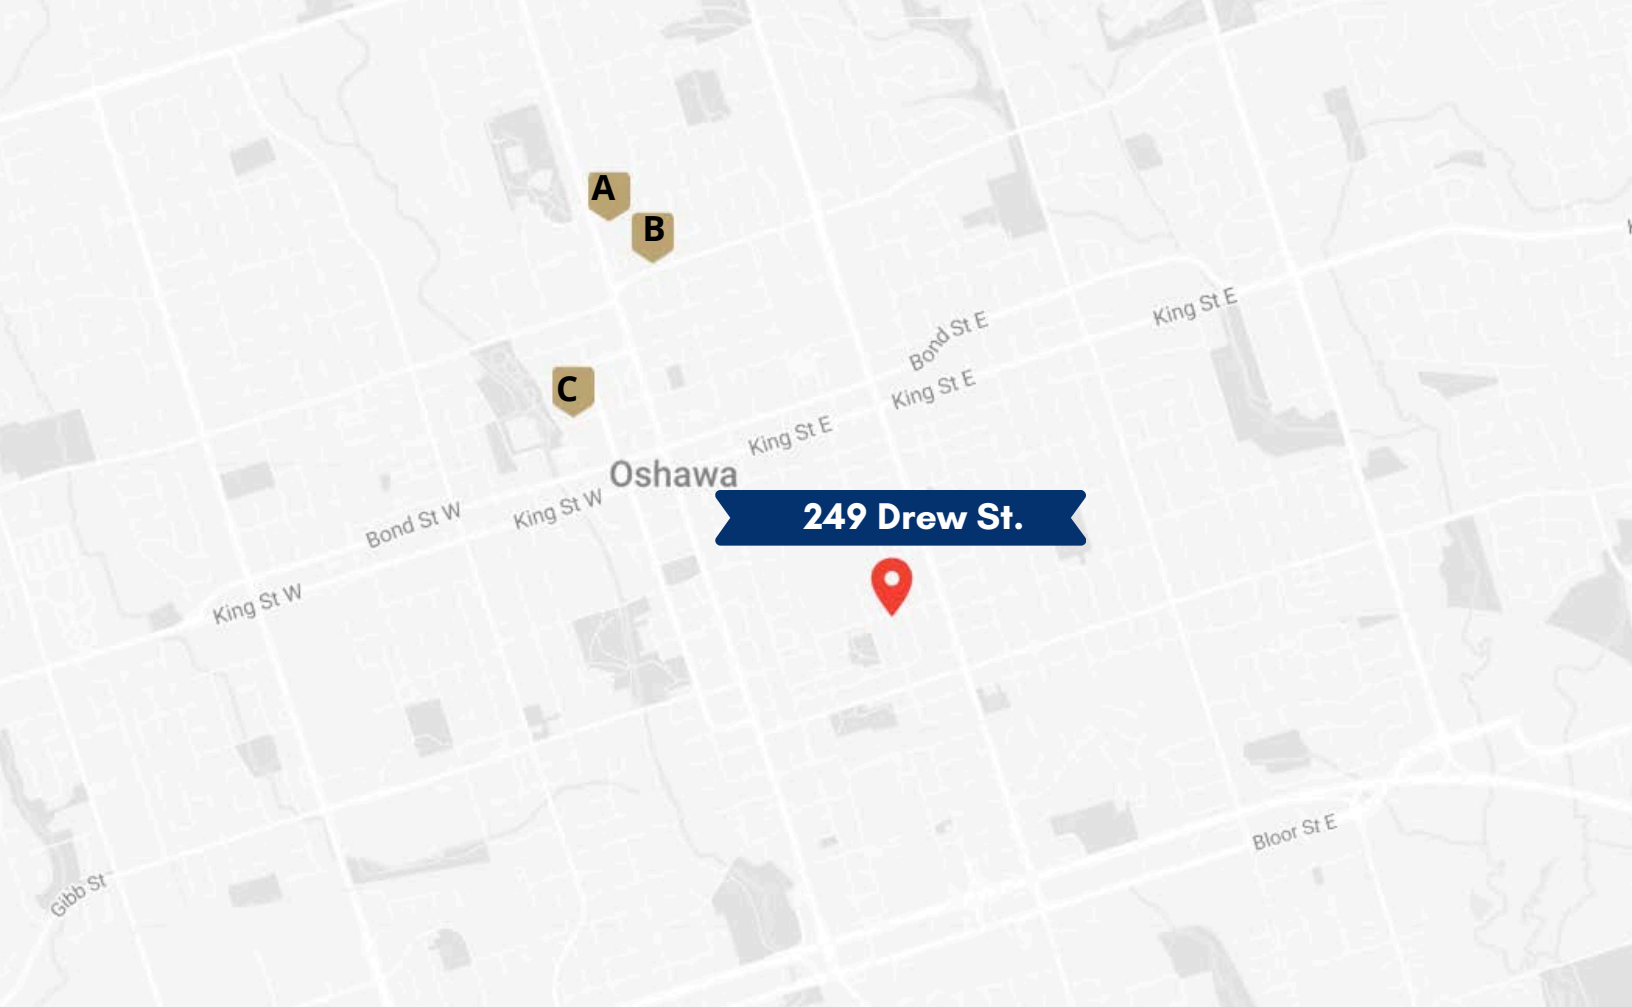 A
B
King St E
Bond St E
King St E
C
King St E
Oshawa
King St W
249 Drew St.
Bond St W
King St W
Bloor St E
Gibb St